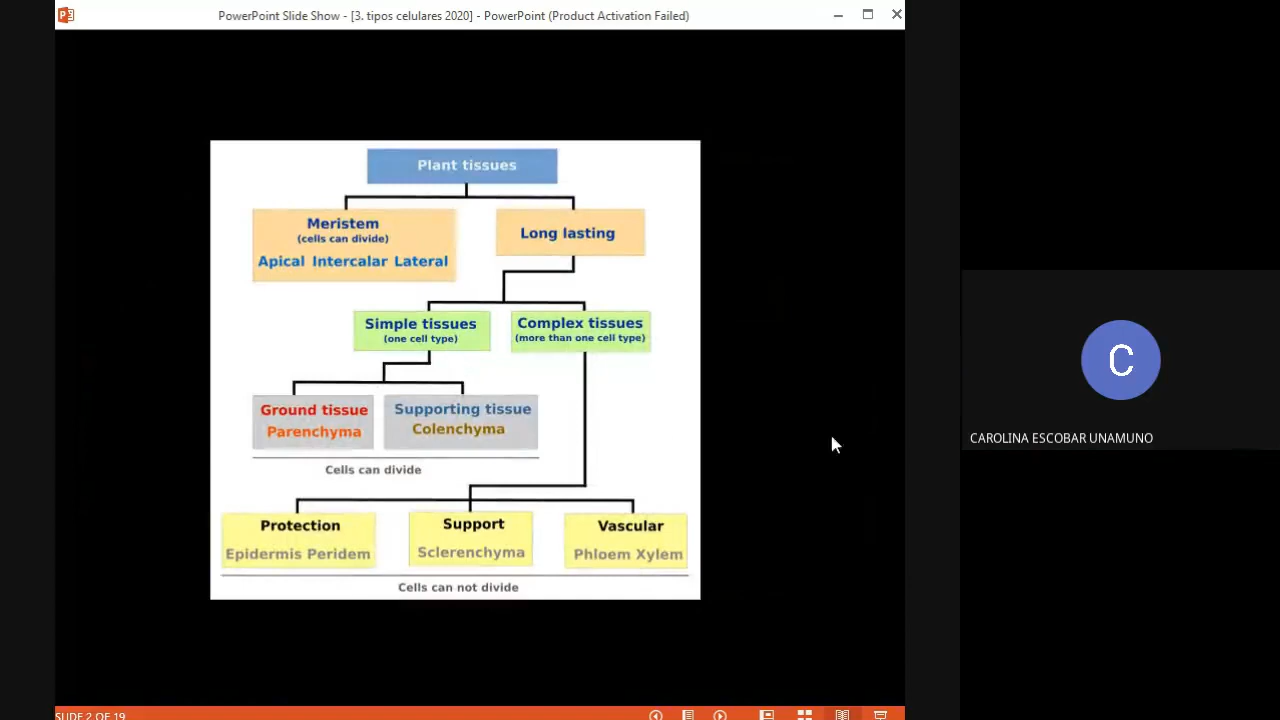 PowerPoint Slide Show - [3. tipos celulares 2020] - PowerPoint (Product Activation Failed)
Plant tissues
Meristem
(cells can divide)
Apical Intercalar Lateral
Long lasting
Simple tissues
(one cell type)
Complex tissues
(more than one cell type)
Ground tissue
Parenchyma
Supporting tissue
Colenchyma
Cells can divide
Protection
Epidermis Peridem
Support
Sclerenchyma
Vascular
Phloem Xylem
Cells can not divide
C
CAROLINA ESCOBAR UNAMUNO
SLIDE 2 OF 19